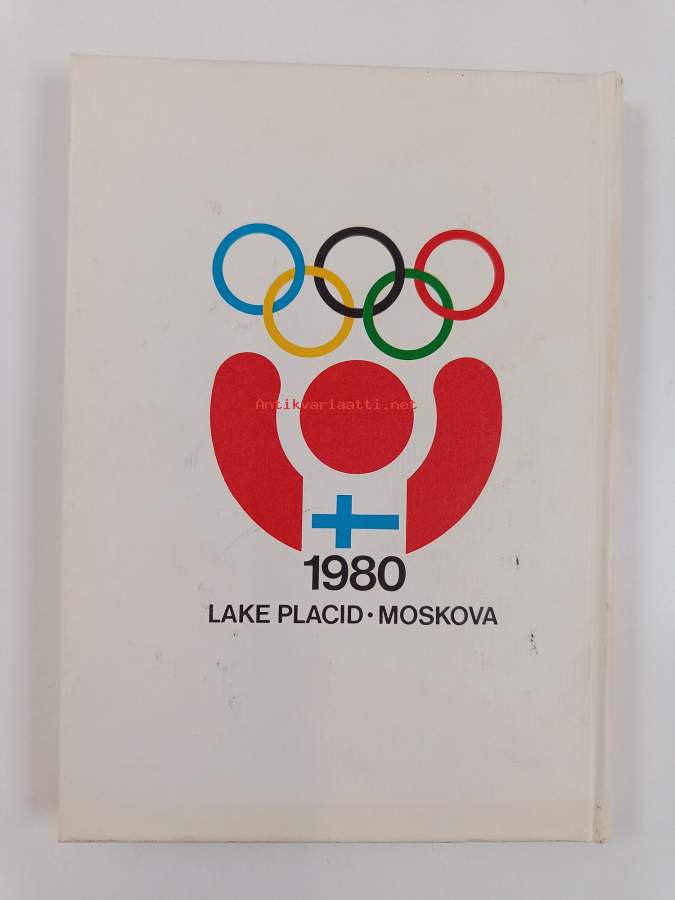 Antikvariaatti.net
1980
LAKE PLACID • MOSKOVA